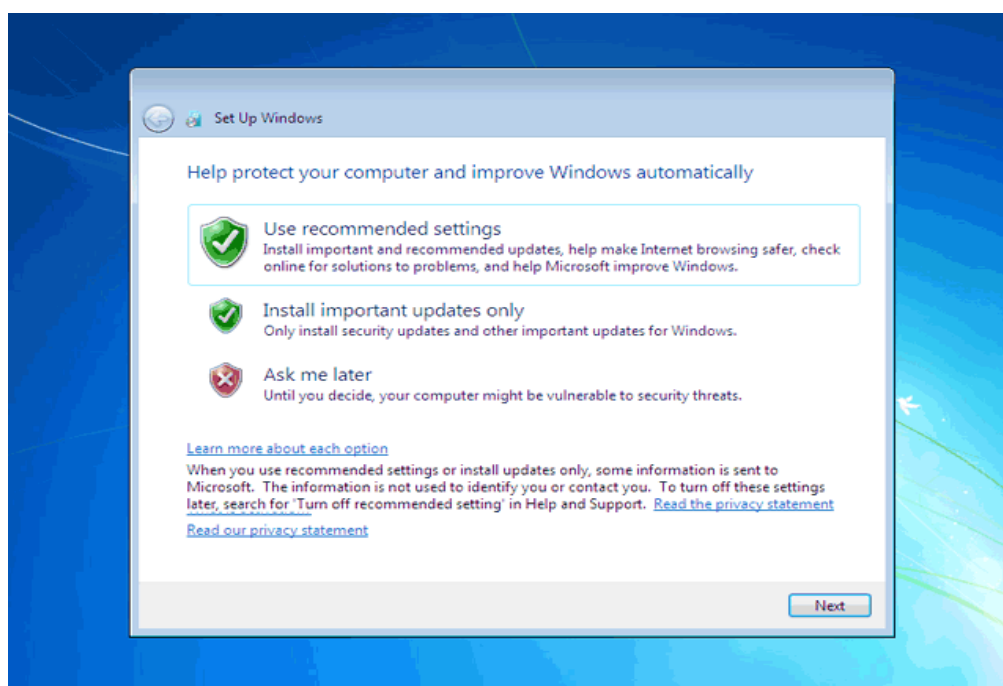 Set Up Windows
Help protect your computer and improve Windows automatically
Use recommended settings
Install important and recommended updates, help make Internet browsing safer, check
online for solutions to problems, and help Microsoft improve Windows.
Install important updates only
Only install security updates and other important updates for Windows.
Ask me later
Until you decide, your computer might be vulnerable to security threats.
Learn more about each option
When you use recommended settings or install updates only, some information is sent to
Microsoft. The information is not used to identify you or contact you. To turn off these settings
later, search for 'Turn off recommended setting' in Help and Support. Read the privacy statement
Read our privacy statement
Next